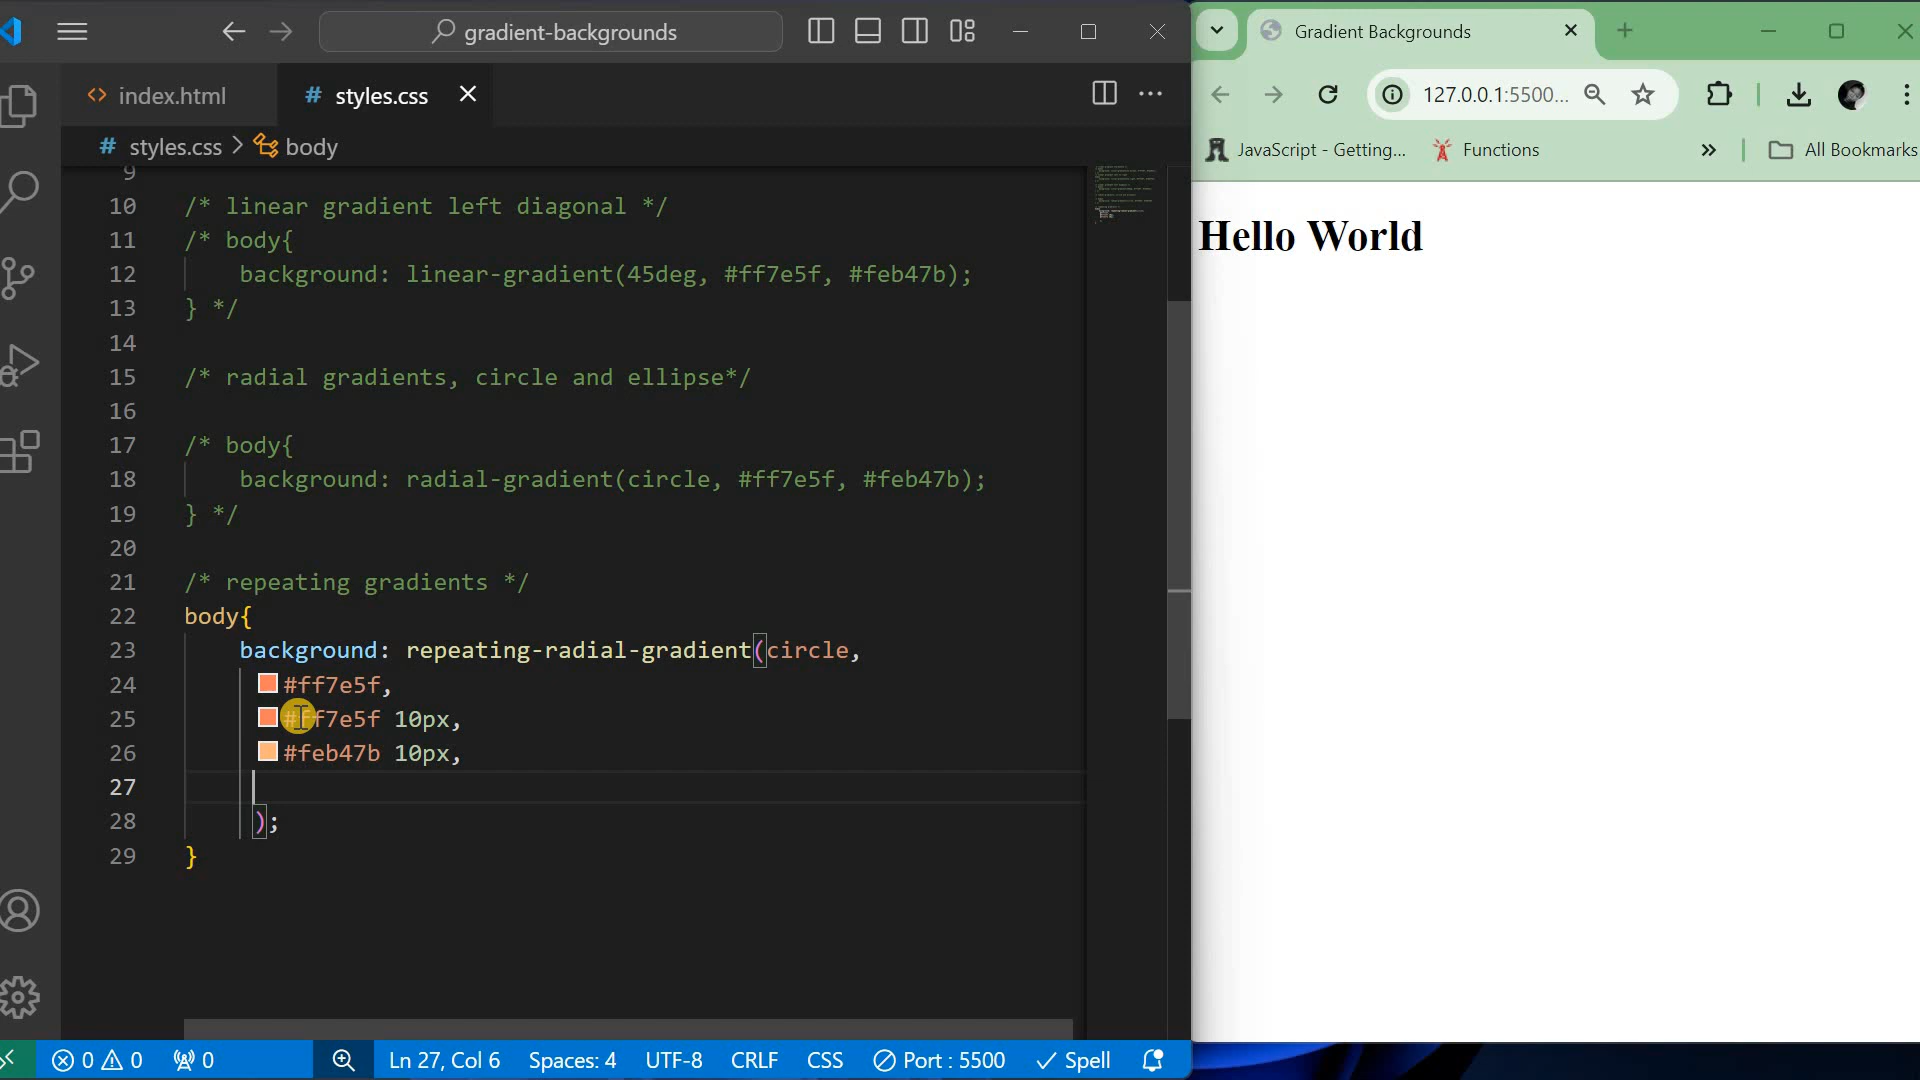 gradient-backgrounds
index.html
# styles.css
# styles.css > body
9
10 /* linear gradient left diagonal */
11 /* body{
12 background: linear-gradient(45deg, #ff7e5f, #feb47b);
13 } */
14
15 /* radial gradients, circle and ellipse*/
16
17 /* body{
18 background: radial-gradient(circle, #ff7e5f, #feb47b);
19 } */
20
21 /* repeating gradients */
22 body{
23 background: repeating-radial-gradient(circle,
24 #ff7e5f,
25 #ff7e5f 10px,
26 #feb47b 10px,
27
28 );
29 }
0 0 0 Ln 27, Col 6 Spaces: 4 UTF-8 CRLF CSS Port : 5500 Spell
Gradient Backgrounds
127.0.0.1:5500...
JavaScript - Getting... Functions » All Bookmarks
Hello World